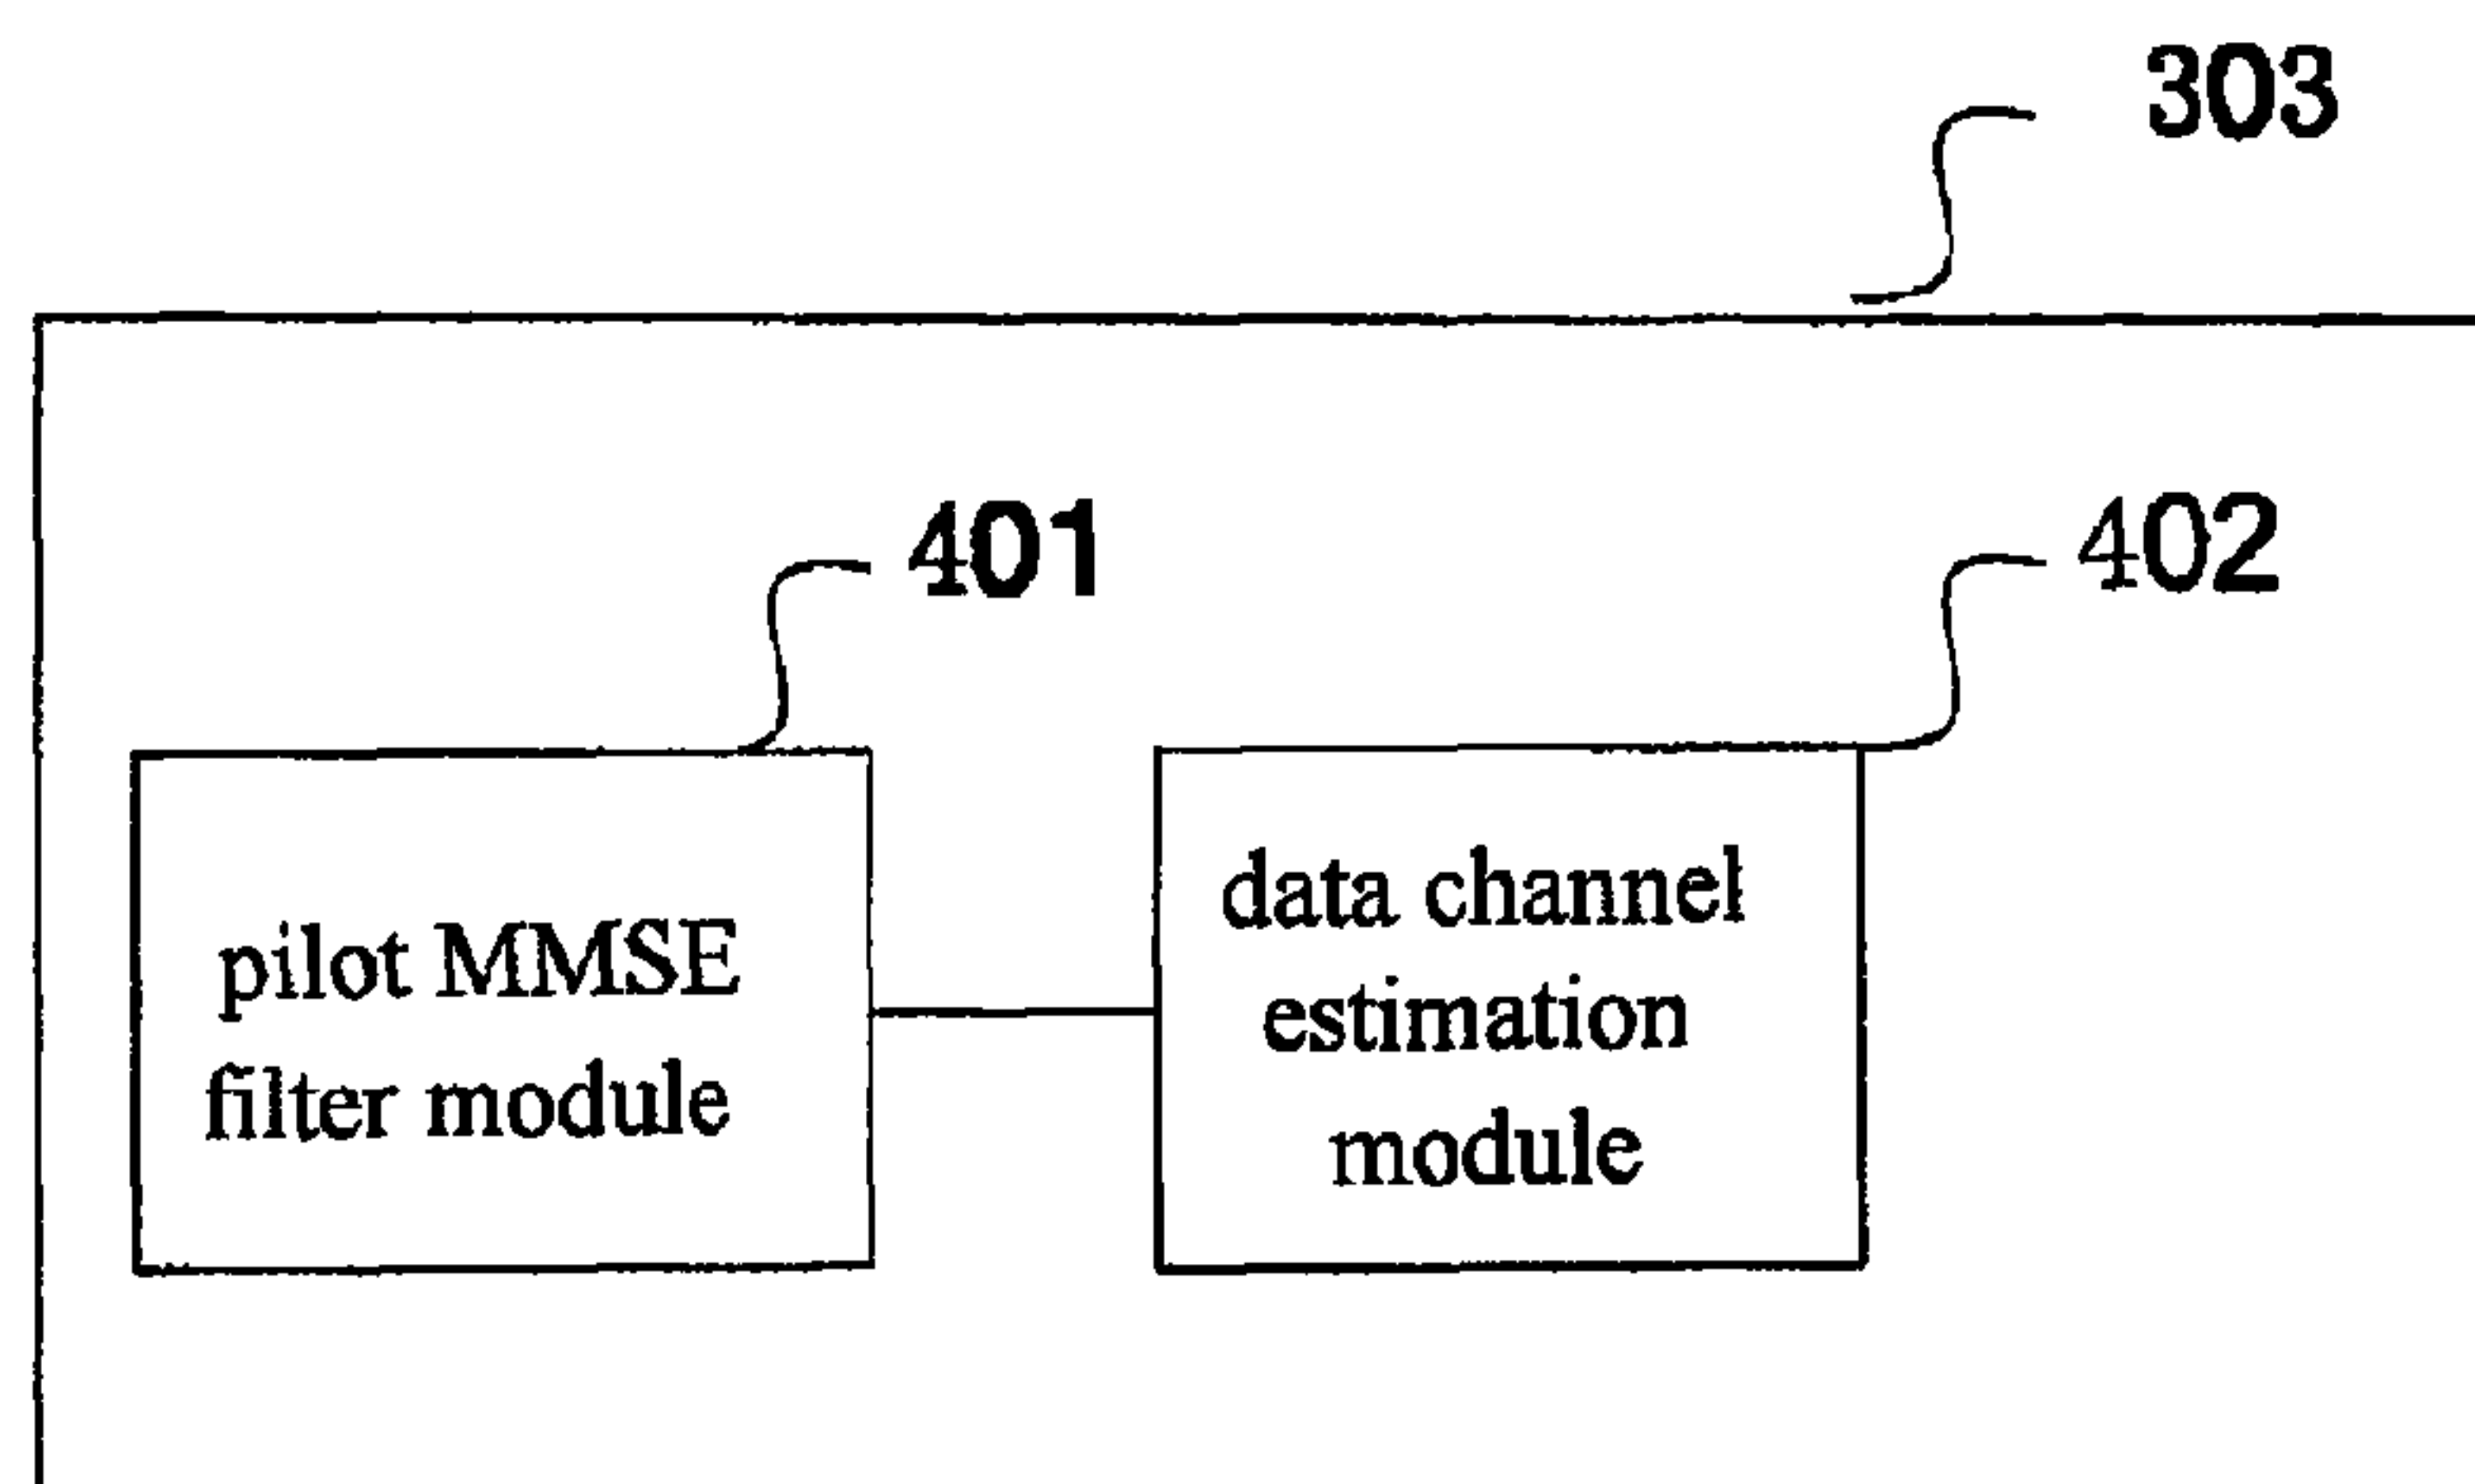 303
401
402
pilot MMSE
filter module
data channel
estimation
module